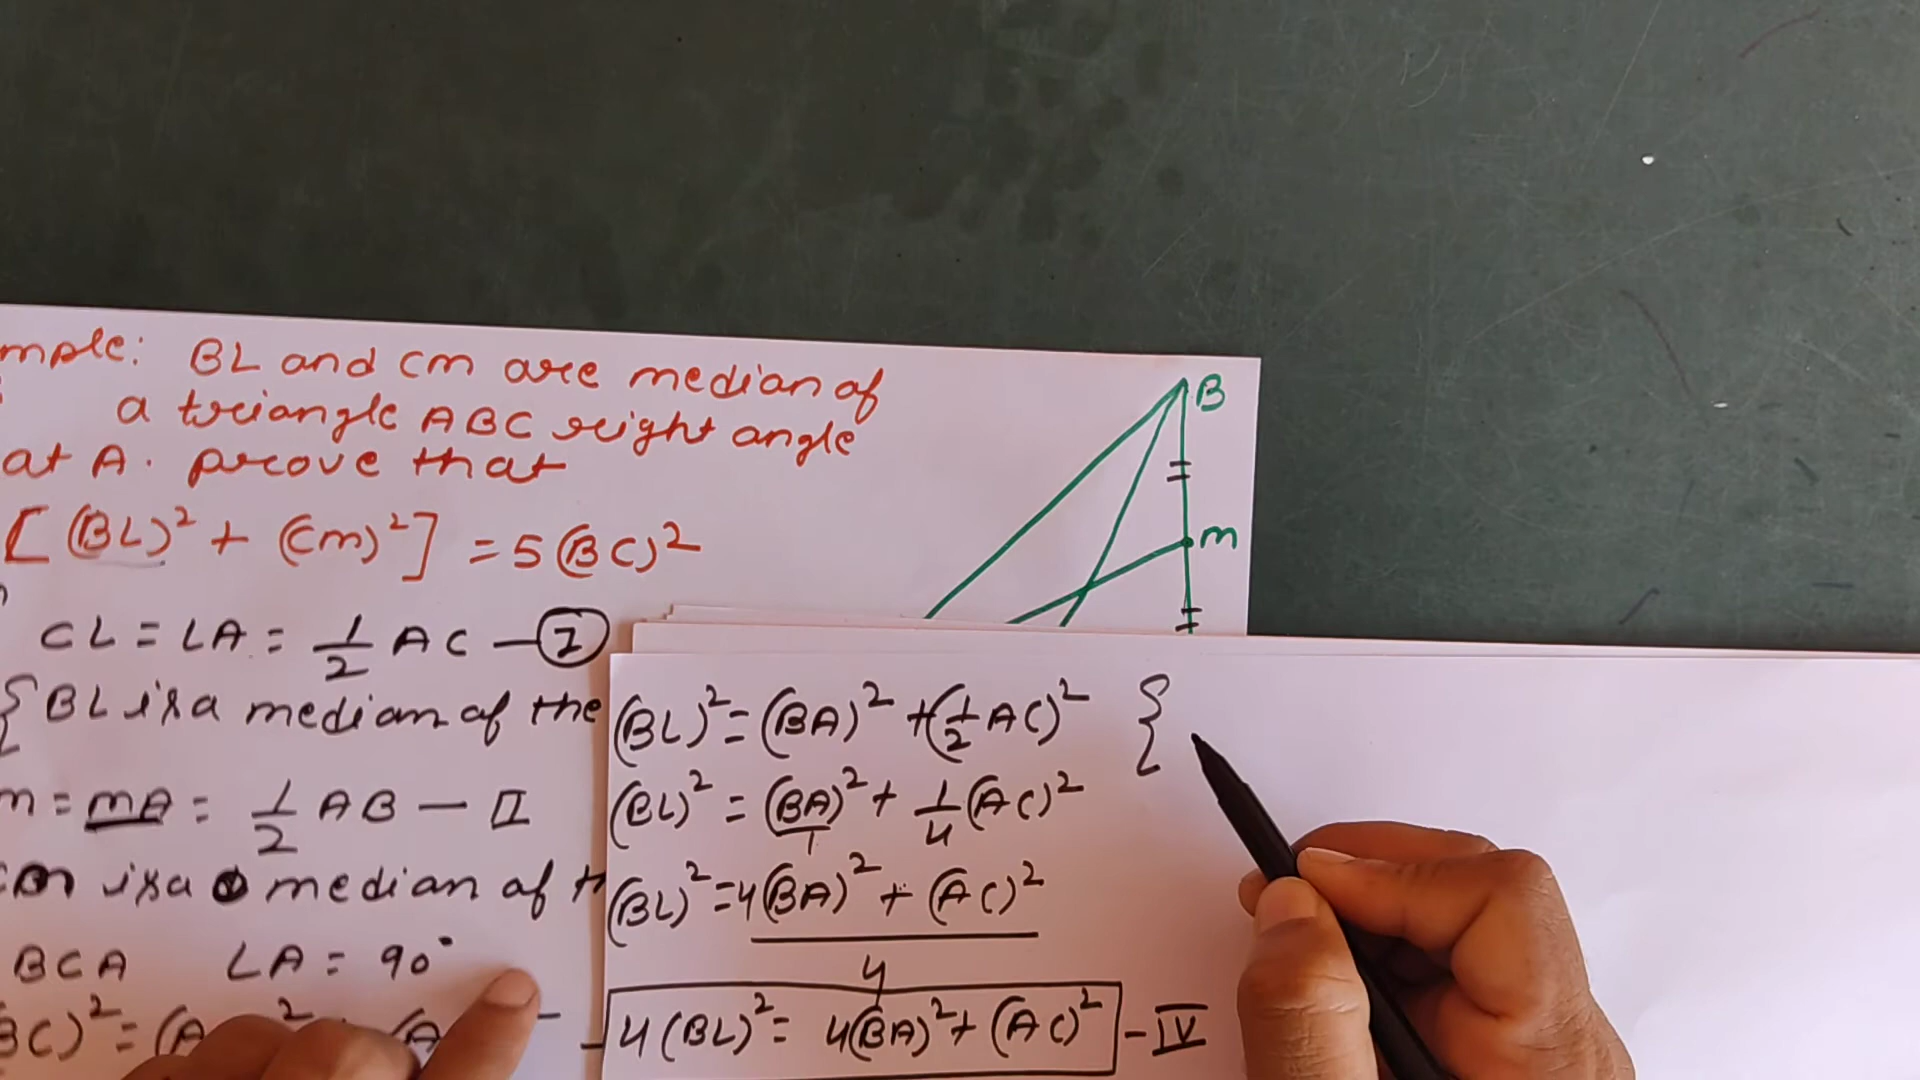 mple: BL and cm are median of
a triangle ABC right angle
at A. prove that
[(BL)² + (Cm)²] = 5(BC)²
B
m
CL = LA = 1/2 AC - I
{BL is a median of the
m = mA = 1/2 AB - II
is a median of
BCA ∠A = 90°
BC)² = (A
(BL)² = (BA)² + (1/2 AC)² {
(BL)² = (BA)²/1 + 1/4 (AC)²
(BL)² = 4(BA)² + (AC)² / 4
4(BL)² = 4(BA)² + (AC)² - IV